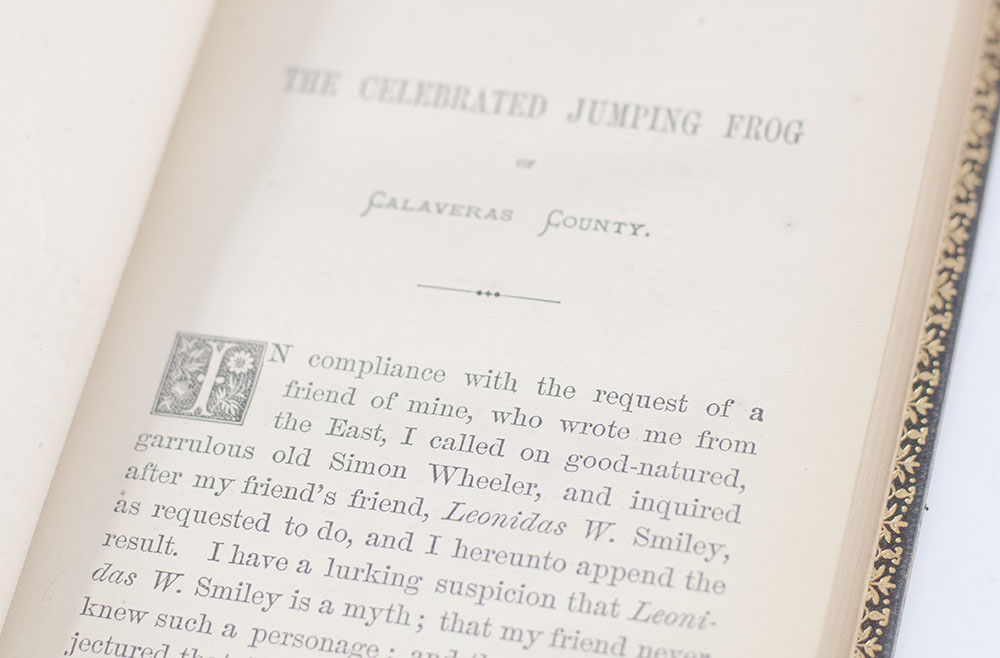 THE CELEBRATED JUMPING FROG
OF
CALAVERAS COUNTY.
IN compliance with the request of a
friend of mine, who wrote me from
the East, I called on good-natured,
garrulous old Simon Wheeler, and inquired
after my friend's friend, Leonidas W. Smiley,
as requested to do, and I hereunto append the
result. I have a lurking suspicion that Leoni-
das W. Smiley is a myth; that my friend never
knew such a personage; and
jectured that